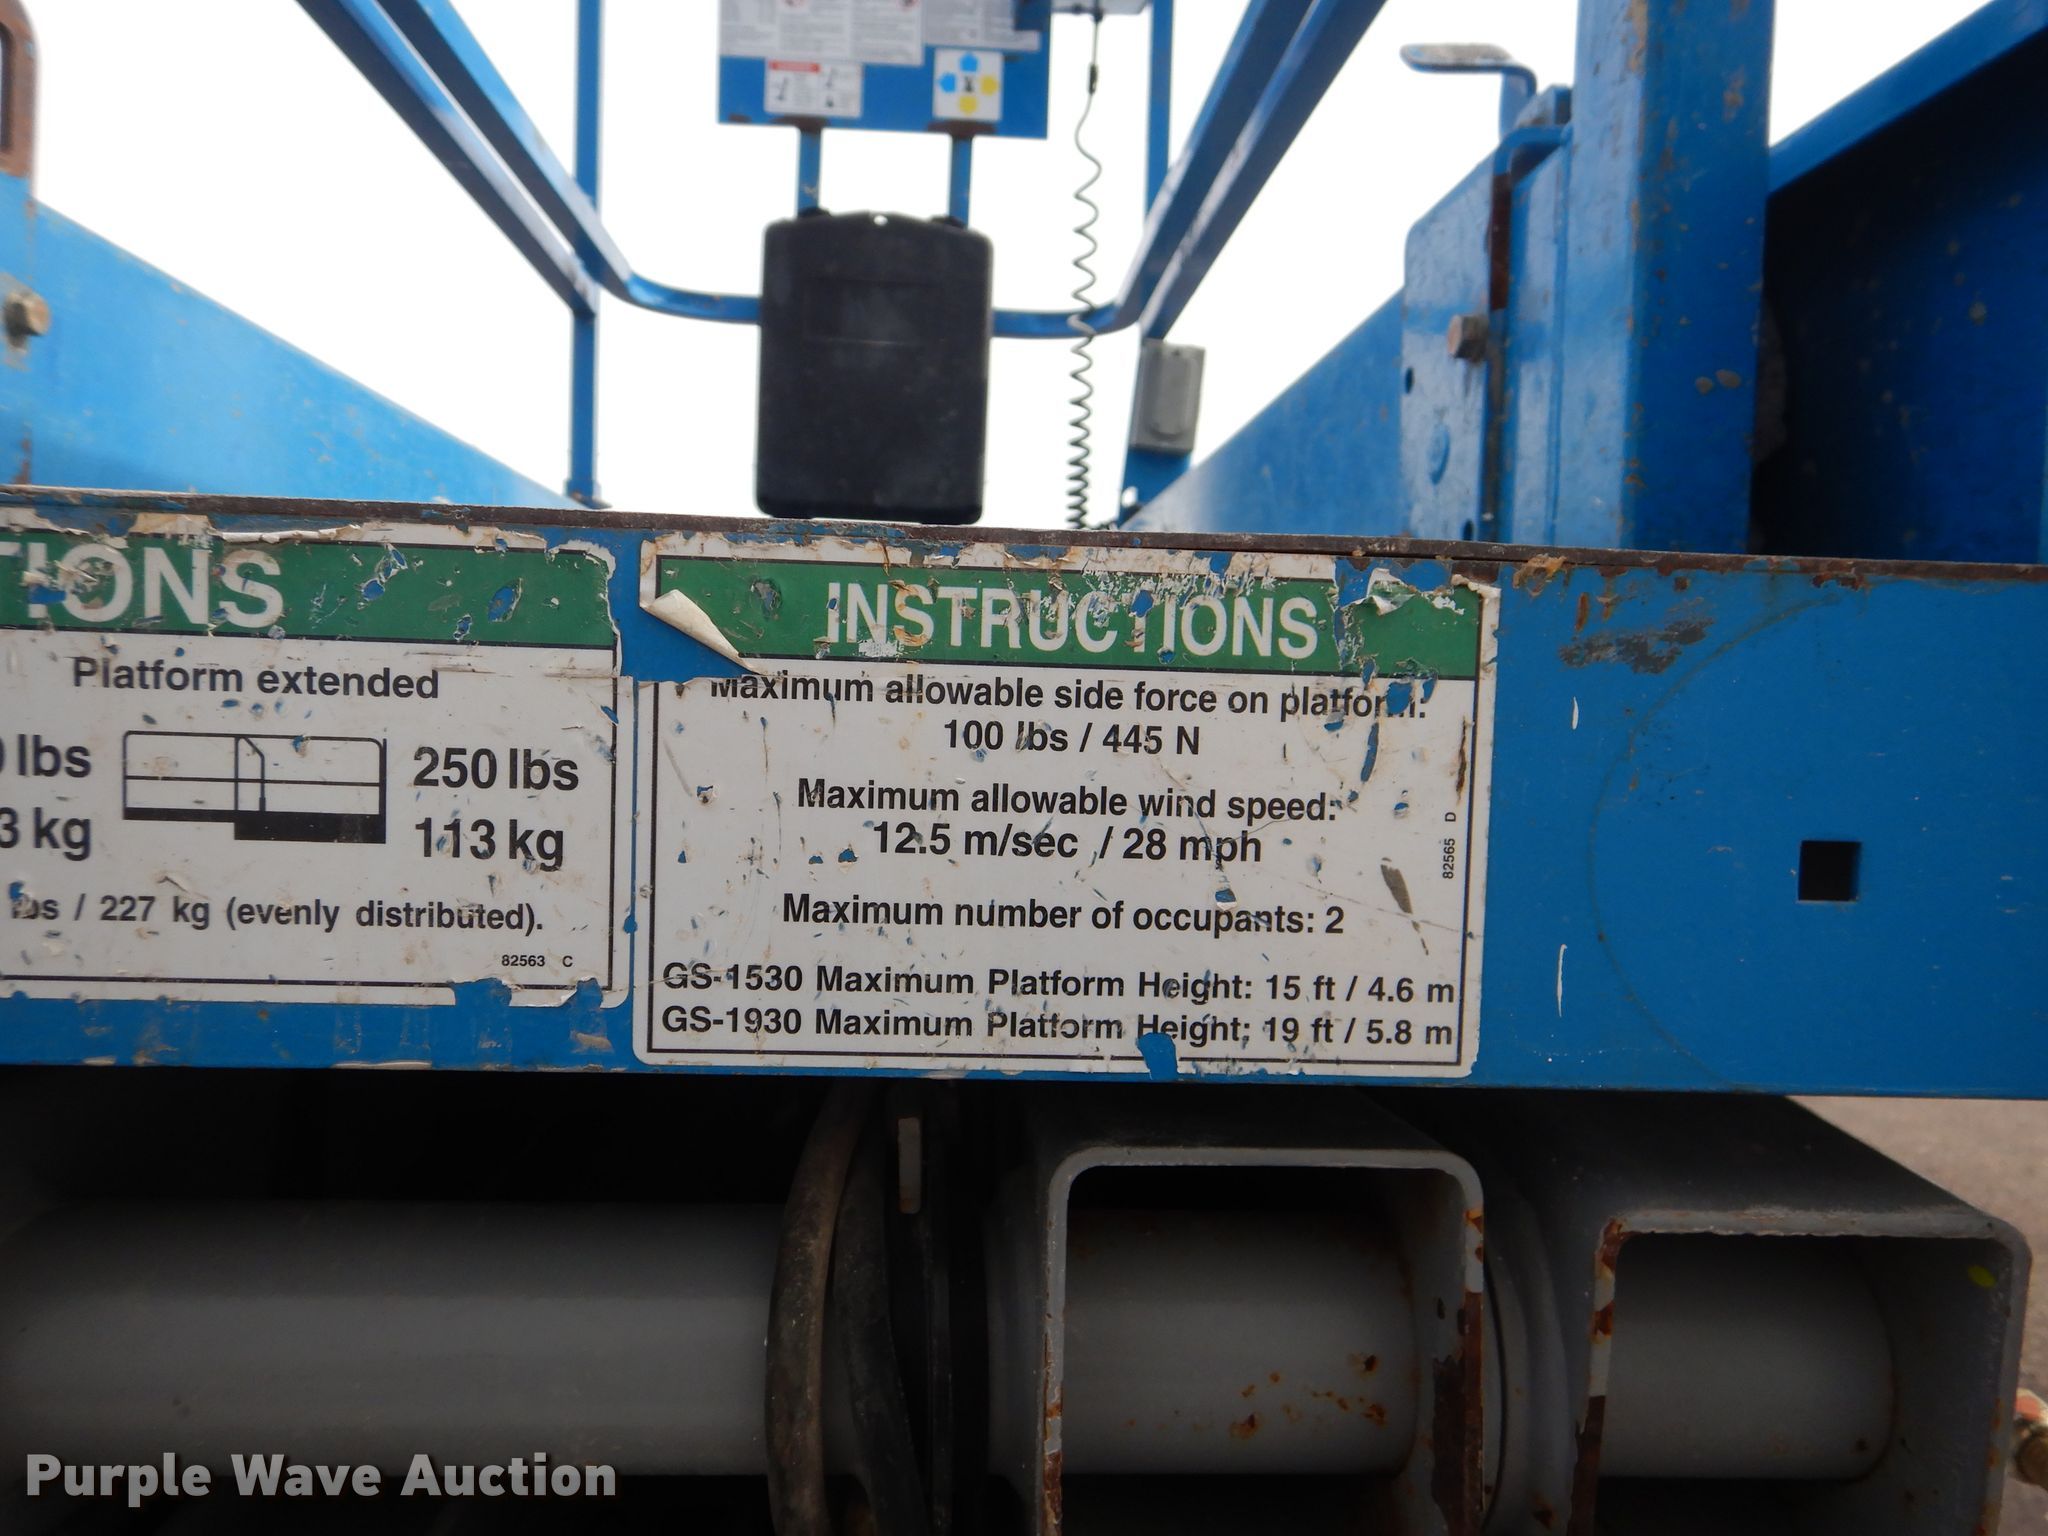 TIONS
Platform extended
lbs
250 lbs
3 kg
113 kg
lbs / 227 kg (evenly distributed).
82563 C
INSTRUCTIONS
Maximum allowable side force on platform:
100 lbs / 445 N
Maximum allowable wind speed:
12.5 m/sec / 28 mph
82565 D
Maximum number of occupants: 2
GS-1530 Maximum Platform Height: 15 ft / 4.6 m
GS-1930 Maximum Platform Height: 19 ft / 5.8 m
Purple Wave Auction